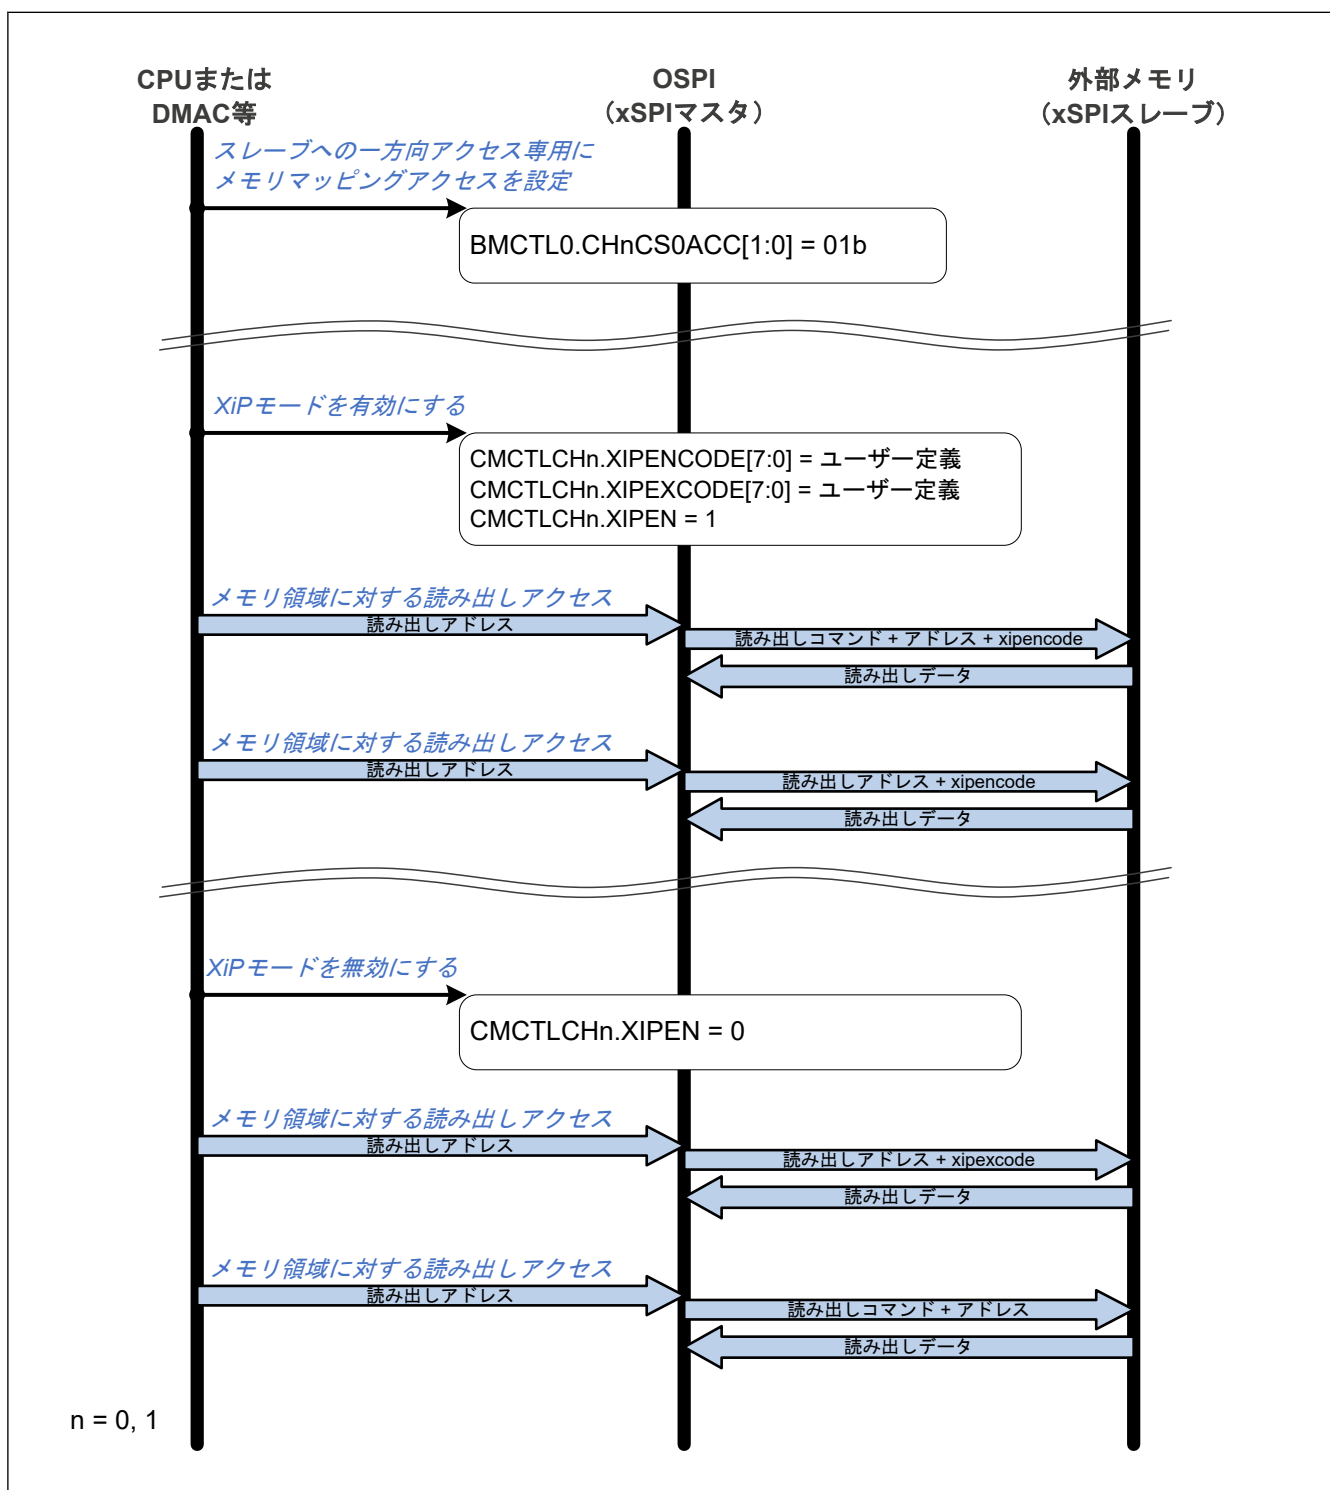 CPUまたは
DMAC等
OSPI
（xSPIマスタ）
外部メモリ
（xSPIスレーブ）
スレーブへの一方向アクセス専用に
メモリマッピングアクセスを設定
BMCTL0.CHnCS0ACC[1:0] = 01b
XiPモードを有効にする
CMCTLCHn.XIPENCODE[7:0] = ユーザー定義
CMCTLCHn.XIPEXCODE[7:0] = ユーザー定義
CMCTLCHn.XIPEN = 1
メモリ領域に対する読み出しアクセス
読み出しアドレス
読み出しコマンド + アドレス + xipencode
読み出しデータ
メモリ領域に対する読み出しアクセス
読み出しアドレス
読み出しアドレス + xipencode
読み出しデータ
XiPモードを無効にする
CMCTLCHn.XIPEN = 0
メモリ領域に対する読み出しアクセス
読み出しアドレス
読み出しアドレス + xipexcode
読み出しデータ
メモリ領域に対する読み出しアクセス
読み出しアドレス
読み出しコマンド + アドレス
読み出しデータ
n = 0, 1